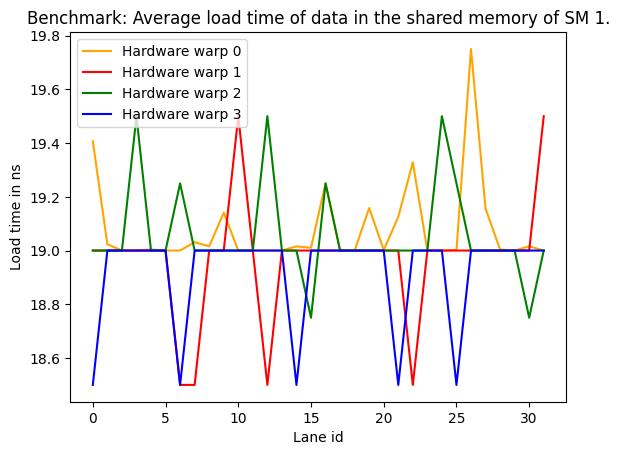 Benchmark: Average load time of data in the shared memory of SM 1.
Hardware warp 0
Hardware warp 1
Hardware warp 2
Hardware warp 3
19.8
19.6
19.4
19.2
19.0
18.8
18.6
Load time in ns
0 5 10 15 20 25 30
Lane id